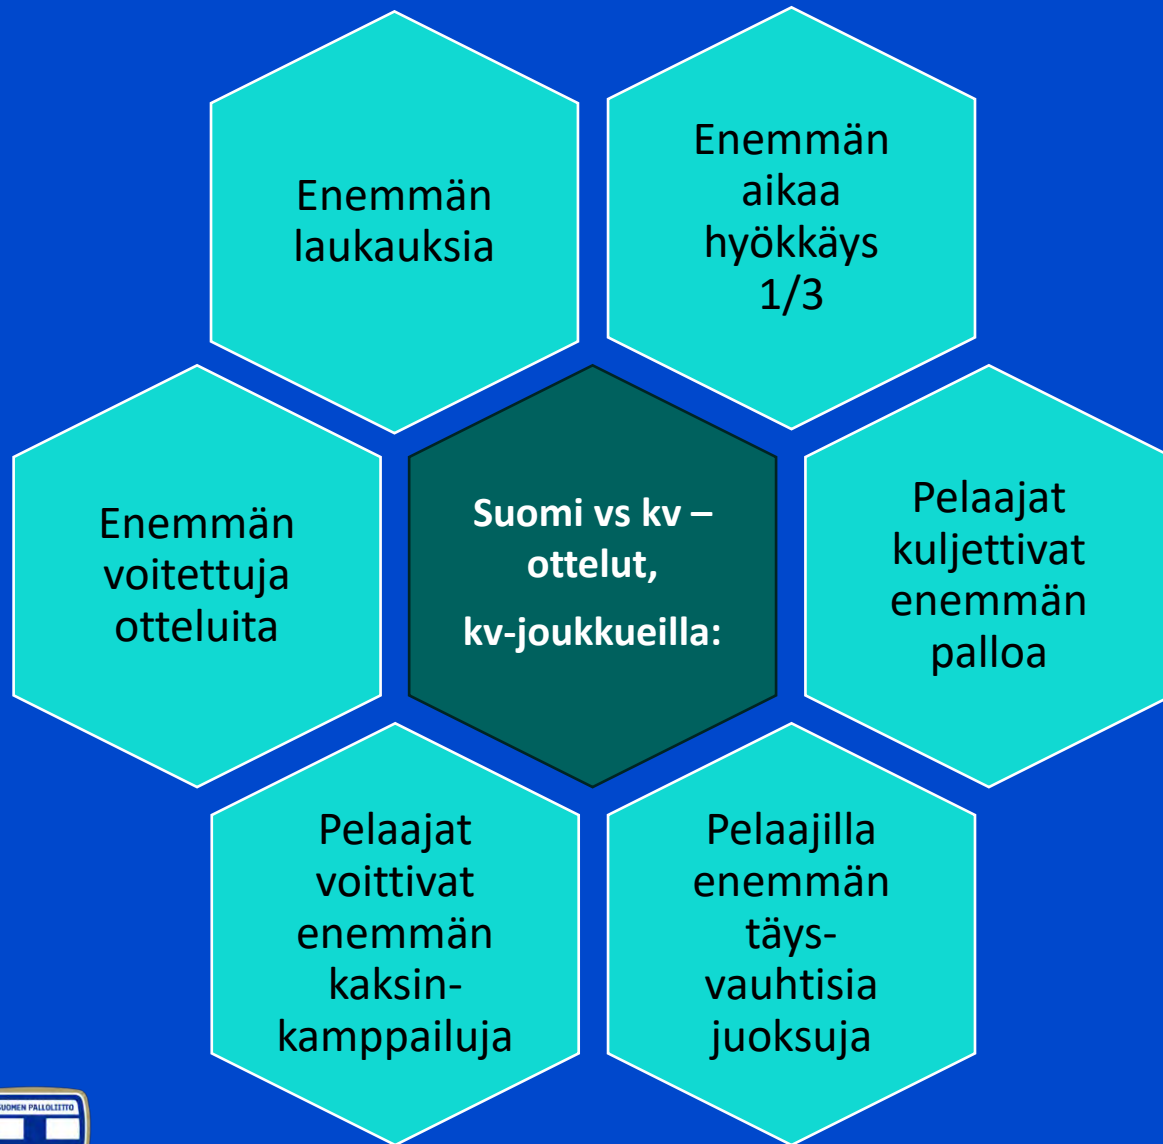 Enemmän
laukauksia
Enemmän
aikaa
hyökkäys
1/3
Enemmän
voitettuja
otteluita
Suomi vs kv –
ottelut,
kv-joukkueilla:
Pelaajat
kuljettivat
enemmän
palloa
Pelaajat
voittivat
enemmän
kaksin-
kamppailuja
Pelaajilla
enemmän
täys-
vauhtisia
juoksuja
SUOMEN PALLOLIITTO